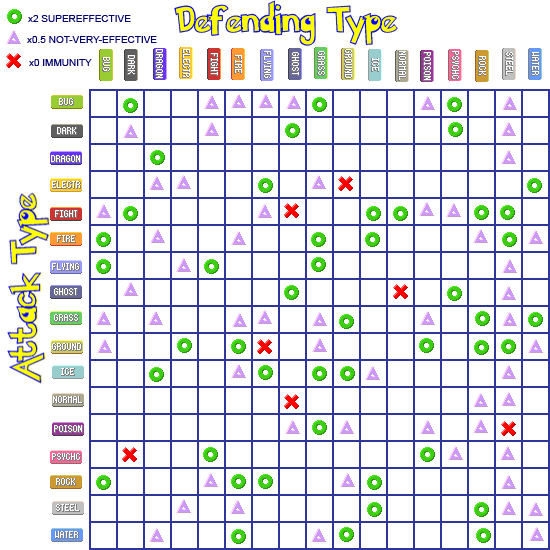 Defending Type
x2 SUPEREFFECTIVE
x0.5 NOT-VERY-EFFECTIVE
x0 IMMUNITY
BUG DARK DRAGON ELECTR FIGHT FIRE FLYING GHOST GRASS GROUND ICE NORMAL POISON PSYCHC ROCK STEEL WATER
Attack Type
BUG
DARK
DRAGON
ELECTR
FIGHT
FIRE
FLYING
GHOST
GRASS
GROUND
ICE
NORMAL
POISON
PSYCHC
ROCK
STEEL
WATER